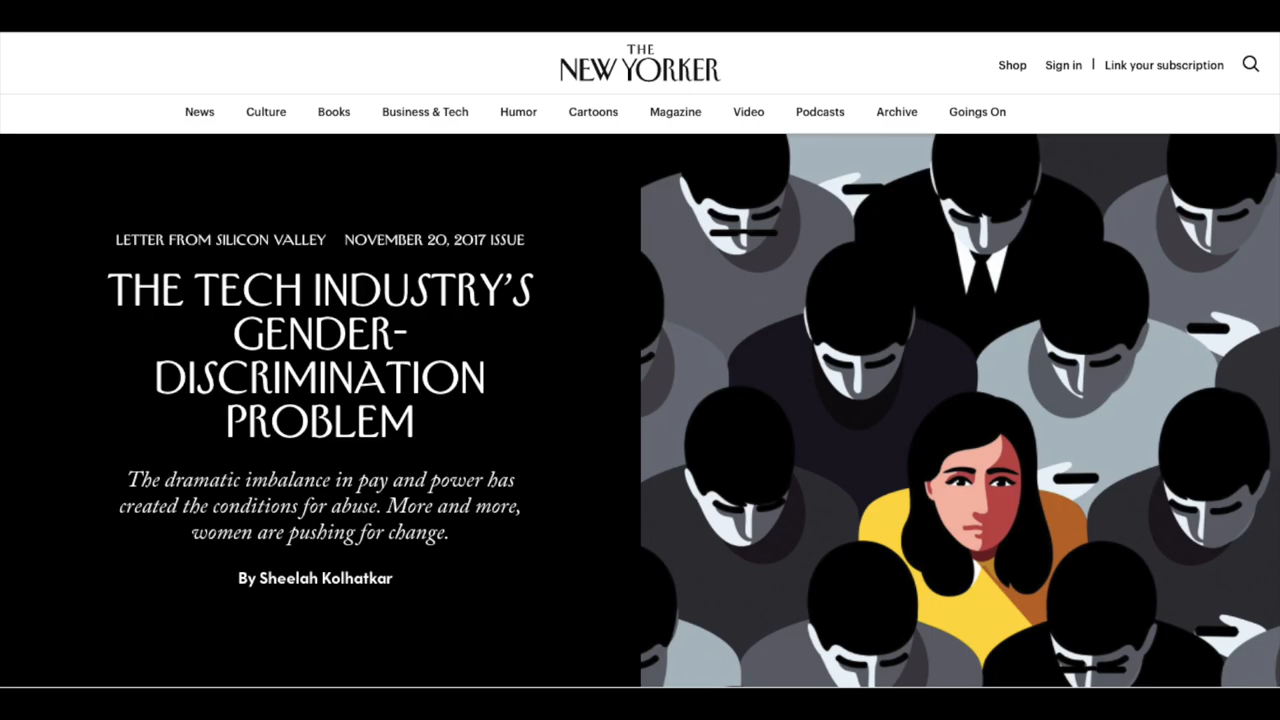 THE
NEW YORKER
Shop Sign in | Link your subscription
News Culture Books Business & Tech Humor Cartoons Magazine Video Podcasts Archive Goings On
LETTER FROM SILICON VALLEY NOVEMBER 20, 2017 ISSUE
THE TECH INDUSTRY'S
GENDER-
DISCRIMINATION
PROBLEM
The dramatic imbalance in pay and power has
created the conditions for abuse. More and more,
women are pushing for change.
By Sheelah Kolhatkar